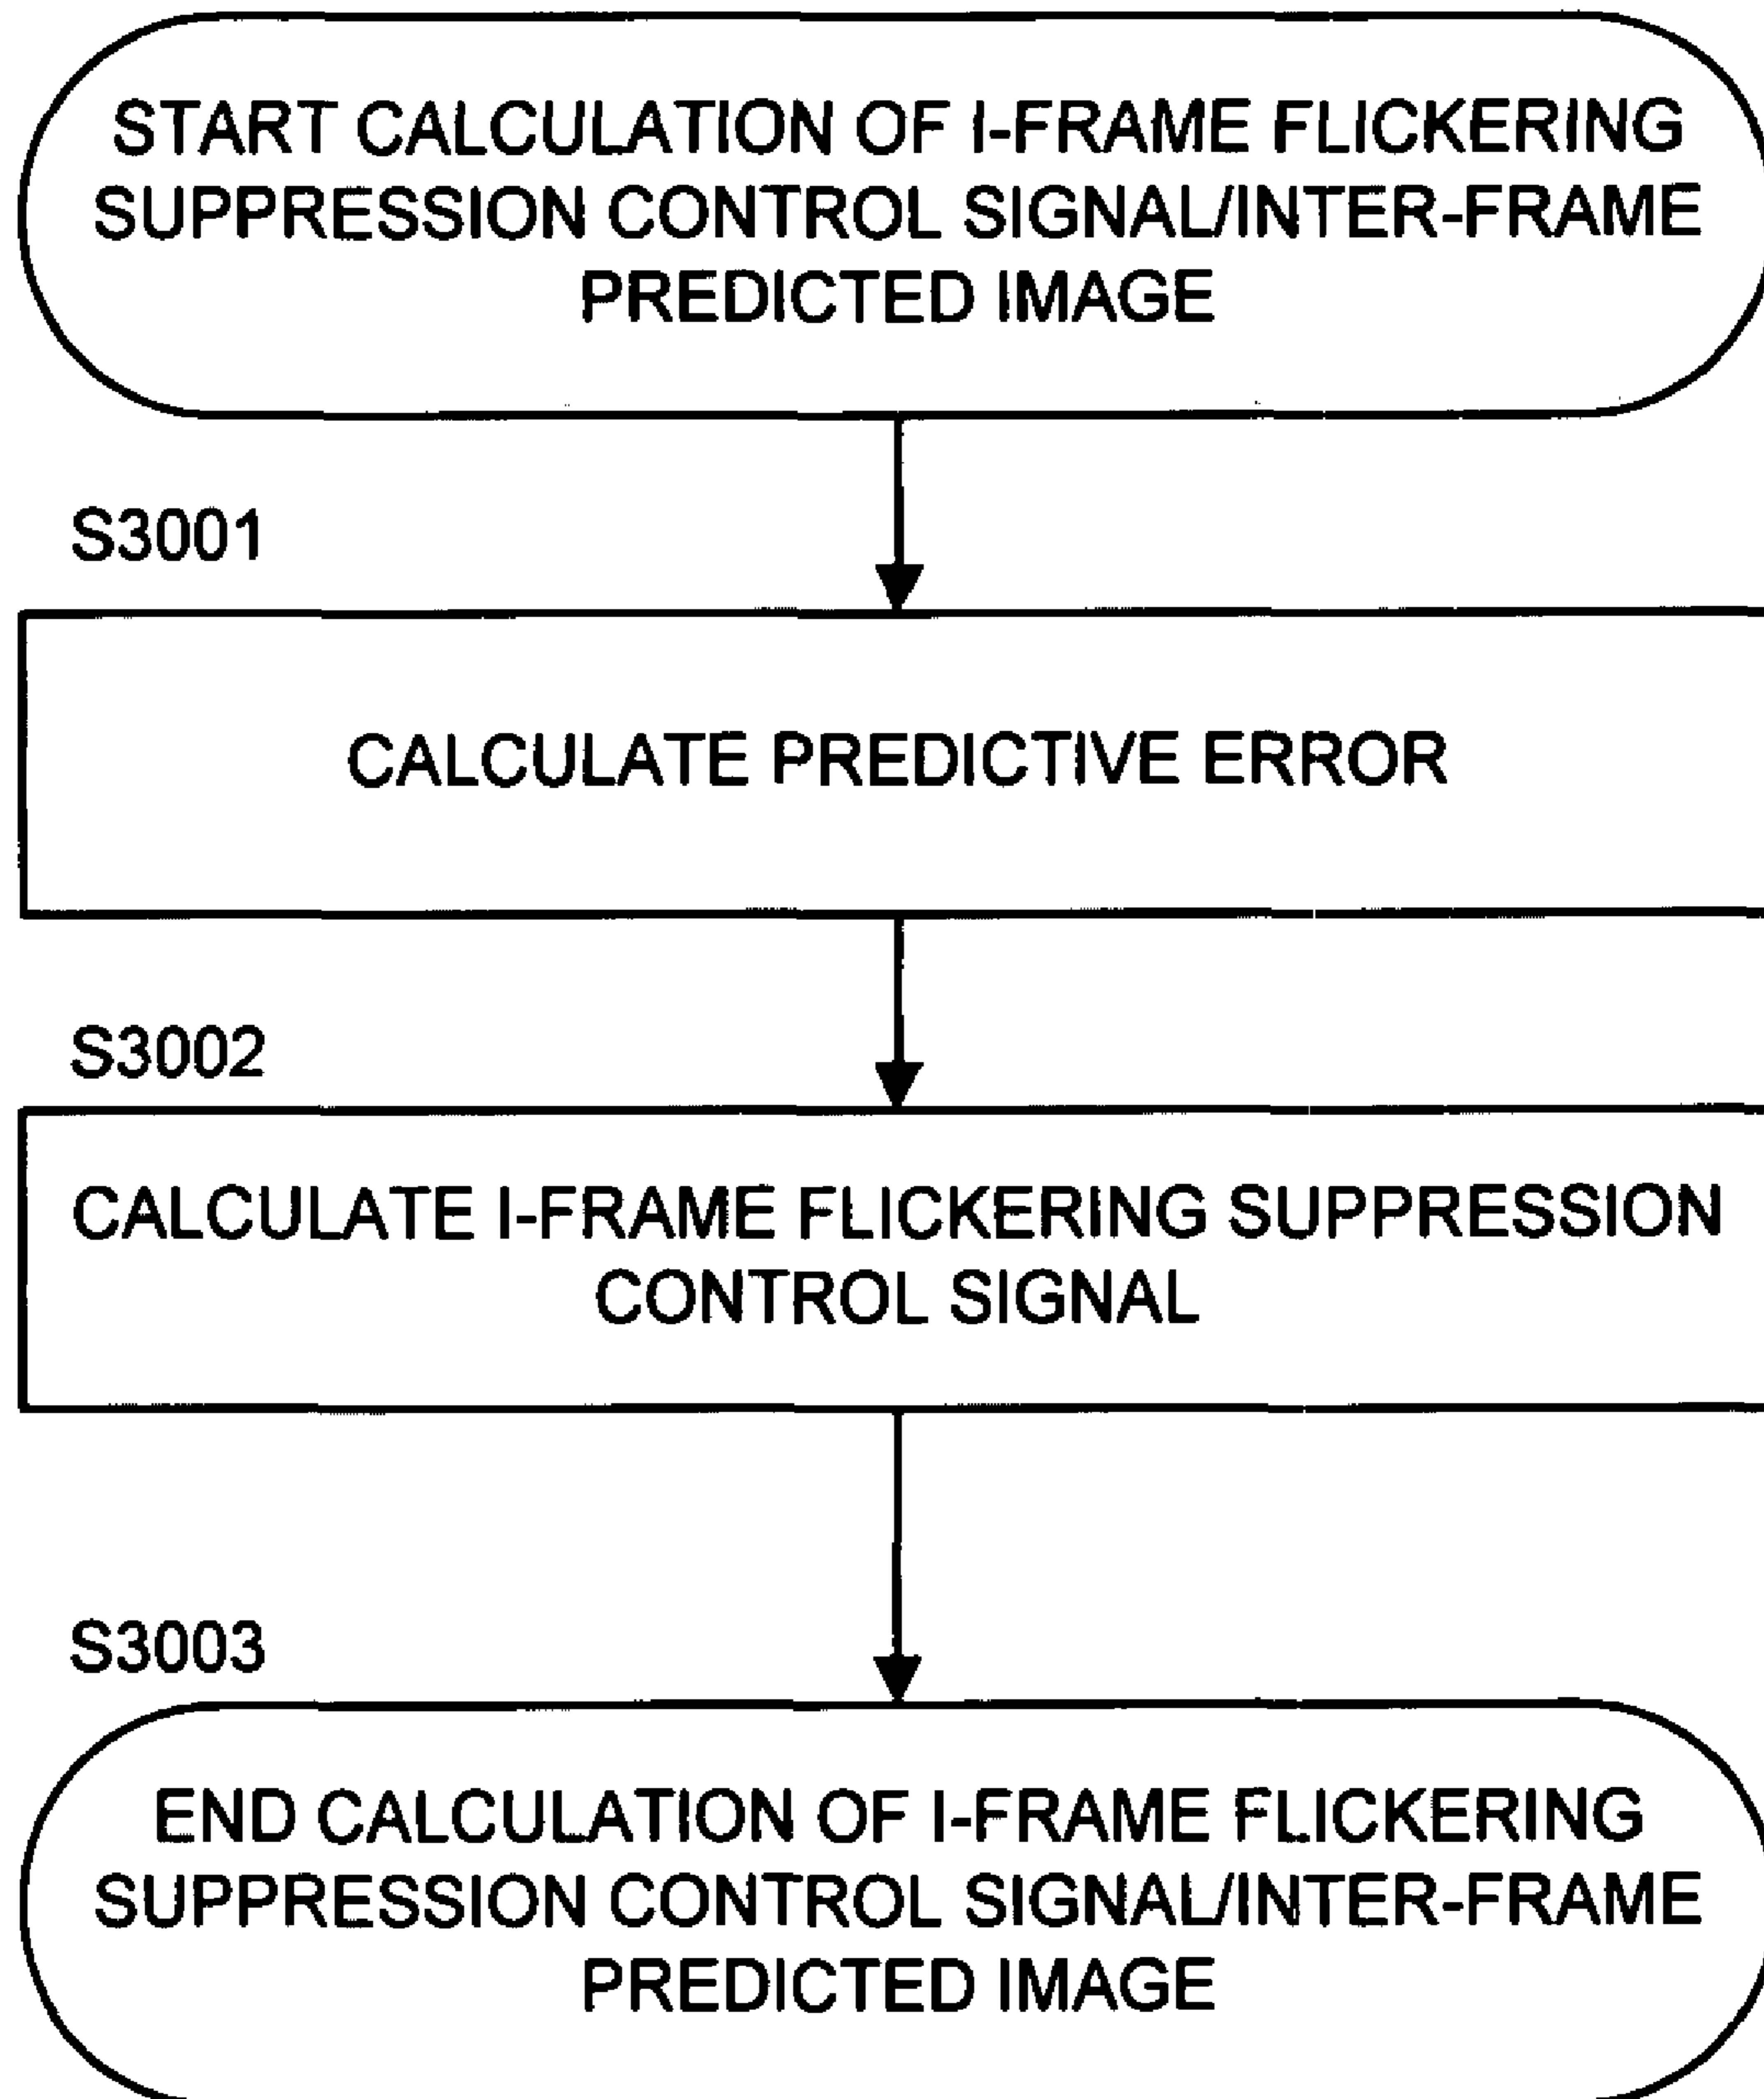 START CALCULATION OF I-FRAME FLICKERING
SUPPRESSION CONTROL SIGNAL/INTER-FRAME
PREDICTED IMAGE
S3001
CALCULATE PREDICTIVE ERROR
S3002
CALCULATE I-FRAME FLICKERING SUPPRESSION
CONTROL SIGNAL
S3003
END CALCULATION OF I-FRAME FLICKERING
SUPPRESSION CONTROL SIGNAL/INTER-FRAME
PREDICTED IMAGE